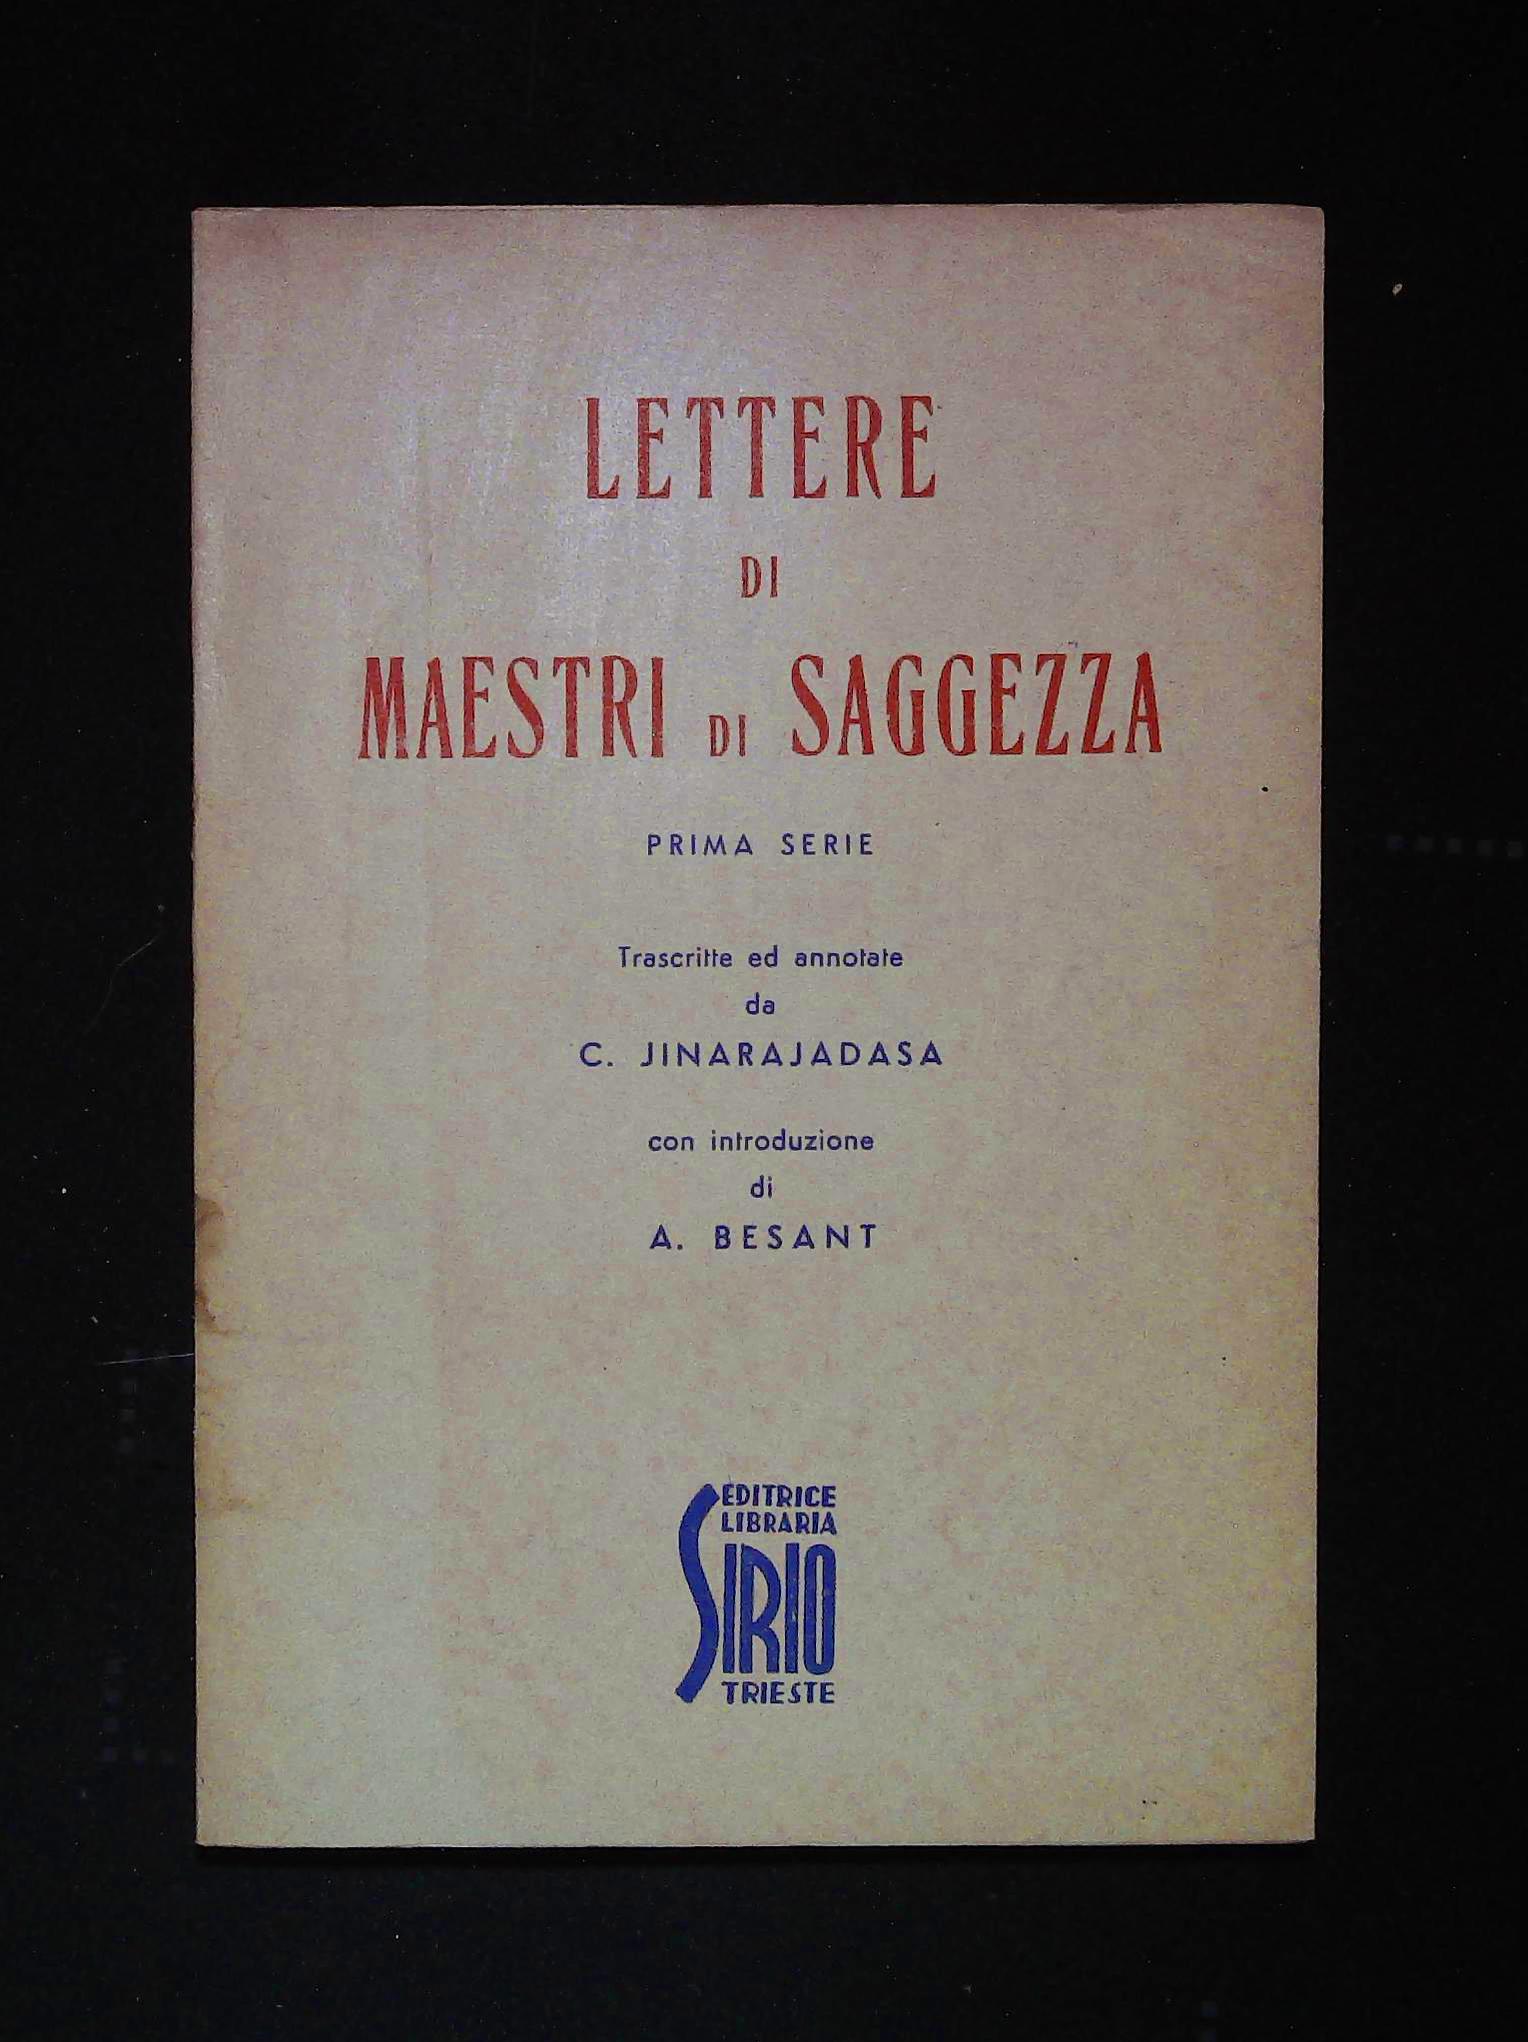 LETTERE
DI
MAESTRI DI SAGGEZZA
PRIMA SERIE
Trascritte ed annotate
da
C. JINARAJADASA
con introduzione
di
A. BESANT
EDITRICE
LIBRARIA
SIRIO
TRIESTE